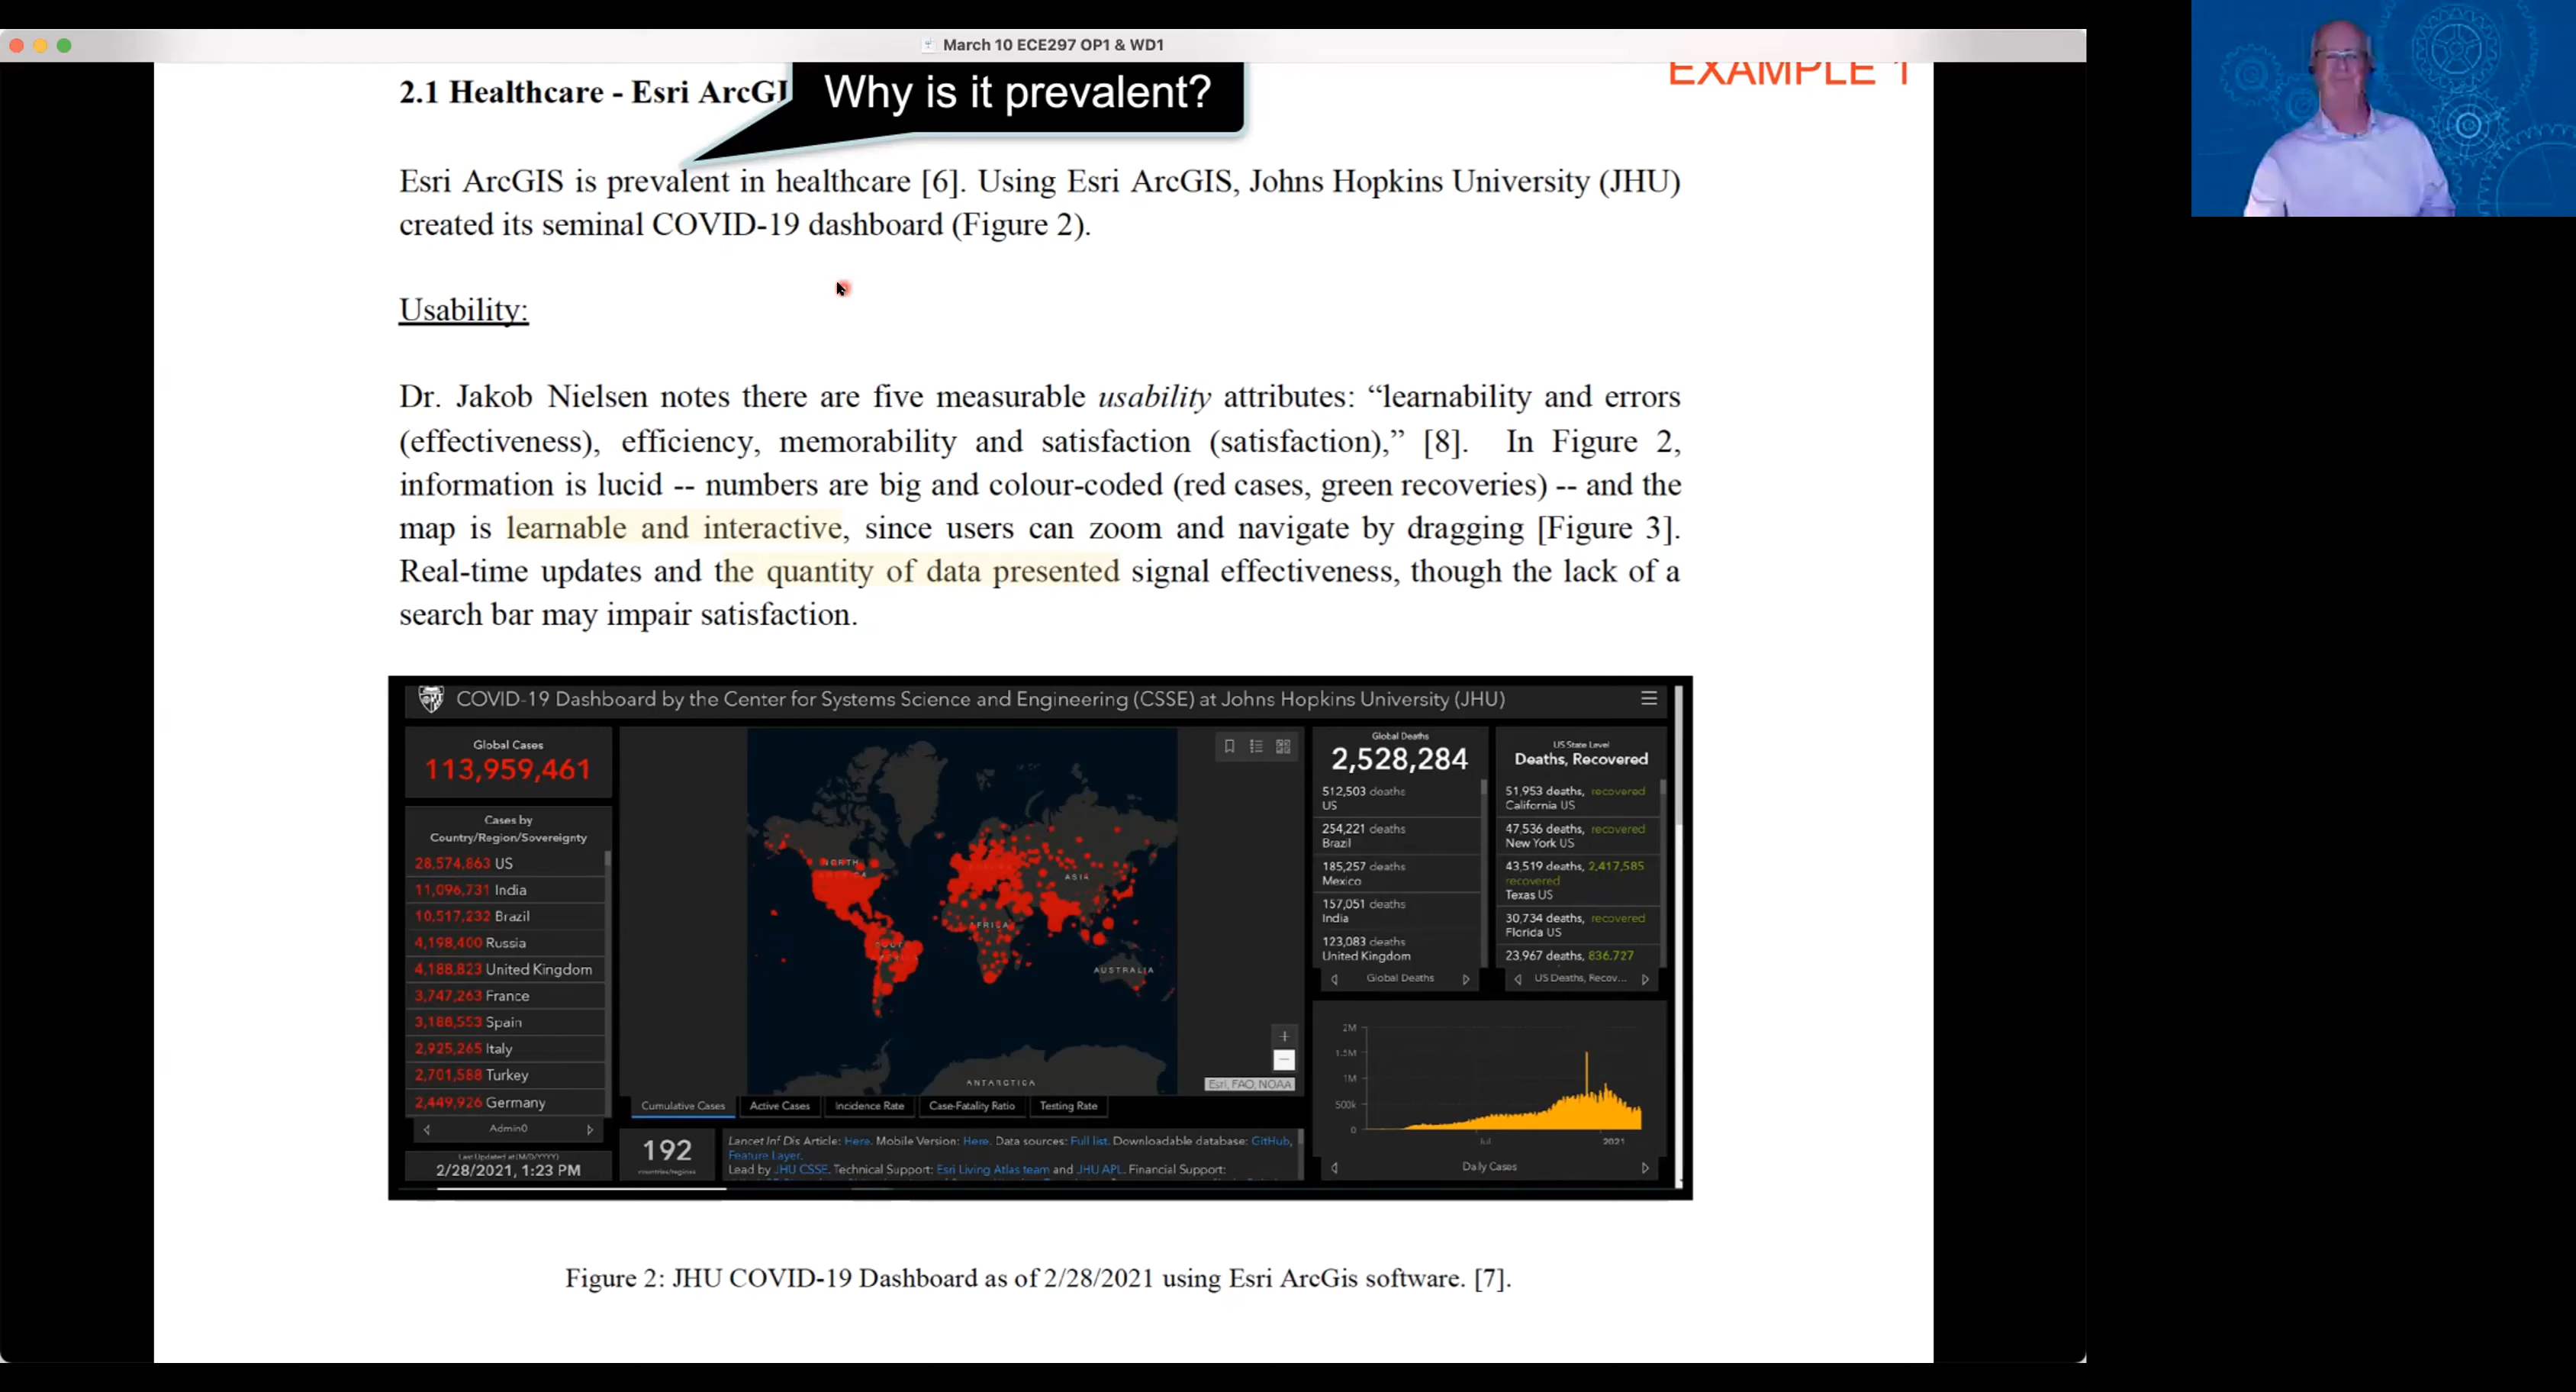 March 10 ECE297 OP1 & WD1
EXAMPLE 1
2.1 Healthcare - Esri ArcGI
Why is it prevalent?
Esri ArcGIS is prevalent in healthcare [6]. Using Esri ArcGIS, Johns Hopkins University (JHU)
created its seminal COVID-19 dashboard (Figure 2).
Usability:
Dr. Jakob Nielsen notes there are five measurable usability attributes: “learnability and errors
(effectiveness), efficiency, memorability and satisfaction (satisfaction),” [8]. In Figure 2,
information is lucid -- numbers are big and colour-coded (red cases, green recoveries) -- and the
map is learnable and interactive, since users can zoom and navigate by dragging [Figure 3].
Real-time updates and the quantity of data presented signal effectiveness, though the lack of a
search bar may impair satisfaction.
COVID-19 Dashboard by the Center for Systems Science and Engineering (CSSE) at Johns Hopkins University (JHU)
Global Cases
113,959,461
Cases by
Country/Region/Sovereignty
28,574,863 US
11,096,731 India
10,517,232 Brazil
4,198,400 Russia
4,188,823 United Kingdom
3,747,263 France
3,188,553 Spain
2,925,265 Italy
2,701,588 Turkey
2,449,926 Germany
Admin0
Last Updated at (M/D/YYYY)
2/28/2021, 1:23 PM
NORTH
AMERICA
SOUTH
AFRICA
ASIA
AUSTRALIA
ANTARCTICA
+
Esri, FAO, NOAA
Cumulative Cases
Active Cases
Incidence Rate
Case-Fatality Ratio
Testing Rate
192
countries/regions
Lancet Inf Dis Article: Here. Mobile Version: Here. Data sources: Full list. Downloadable database: GitHub,
Feature Layer.
Lead by JHU CSSE. Technical Support: Esri Living Atlas team and JHU APL. Financial Support:
Global Deaths
2,528,284
512,503 deaths
US
254,221 deaths
Brazil
185,257 deaths
Mexico
157,051 deaths
India
123,083 deaths
United Kingdom
Global Deaths
US State Level
Deaths, Recovered
51,953 deaths, recovered
California US
47,536 deaths, recovered
New York US
43,519 deaths, 2,417,585
recovered
Texas US
30,734 deaths, recovered
Florida US
23,967 deaths, 836,727
US Deaths, Recov...
2M
1.5M
1M
500k
0
Jul
2021
Daily Cases
Figure 2: JHU COVID-19 Dashboard as of 2/28/2021 using Esri ArcGis software. [7].